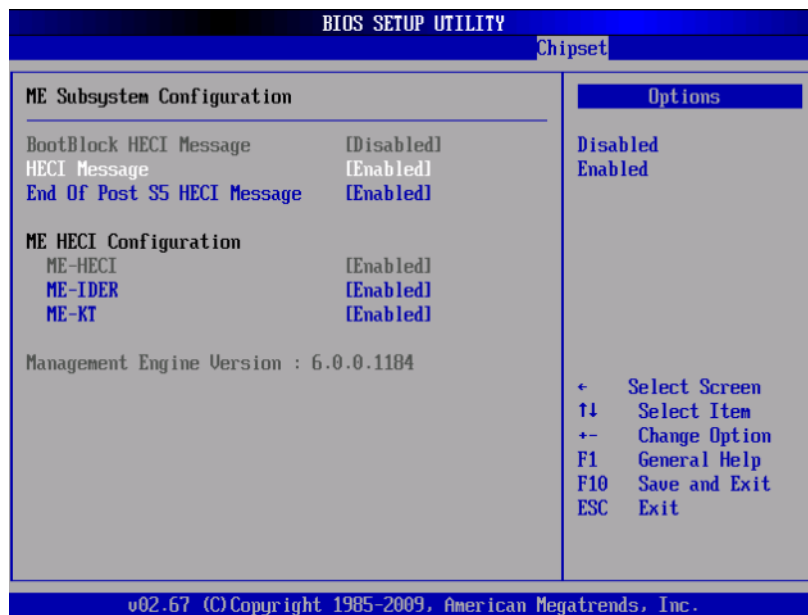 BIOS SETUP UTILITY
Chipset
ME Subsystem Configuration
BootBlock HECI Message [Disabled]
HECI Message [Enabled]
End Of Post S5 HECI Message [Enabled]
ME HECI Configuration
ME-HECI [Enabled]
ME-IDER [Enabled]
ME-KT [Enabled]
Management Engine Version : 6.0.0.1184
Options
Disabled
Enabled
← Select Screen
↑↓ Select Item
+- Change Option
F1 General Help
F10 Save and Exit
ESC Exit
v02.67 (C)Copyright 1985-2009, American Megatrends, Inc.